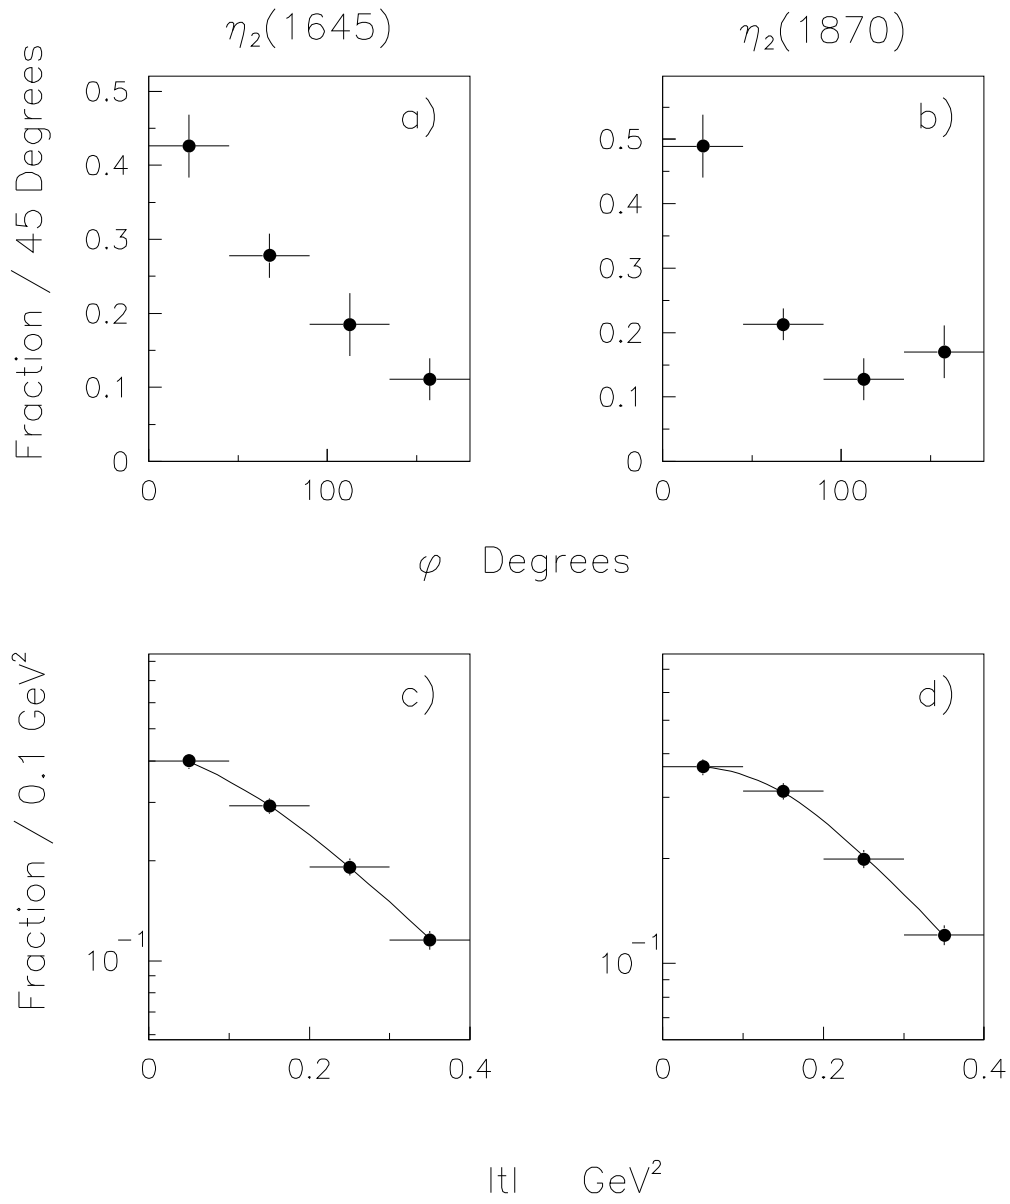 η₂(1645)
η₂(1870)
Fraction / 45 Degrees
0.5
0.4
0.3
0.2
0.1
0
a)
0
100
0.5
0.4
0.3
0.2
0.1
0
b)
0
100
φ Degrees
Fraction / 0.1 GeV²
10⁻¹
c)
0
0.2
0.4
10⁻¹
d)
0
0.2
0.4
|t| GeV²